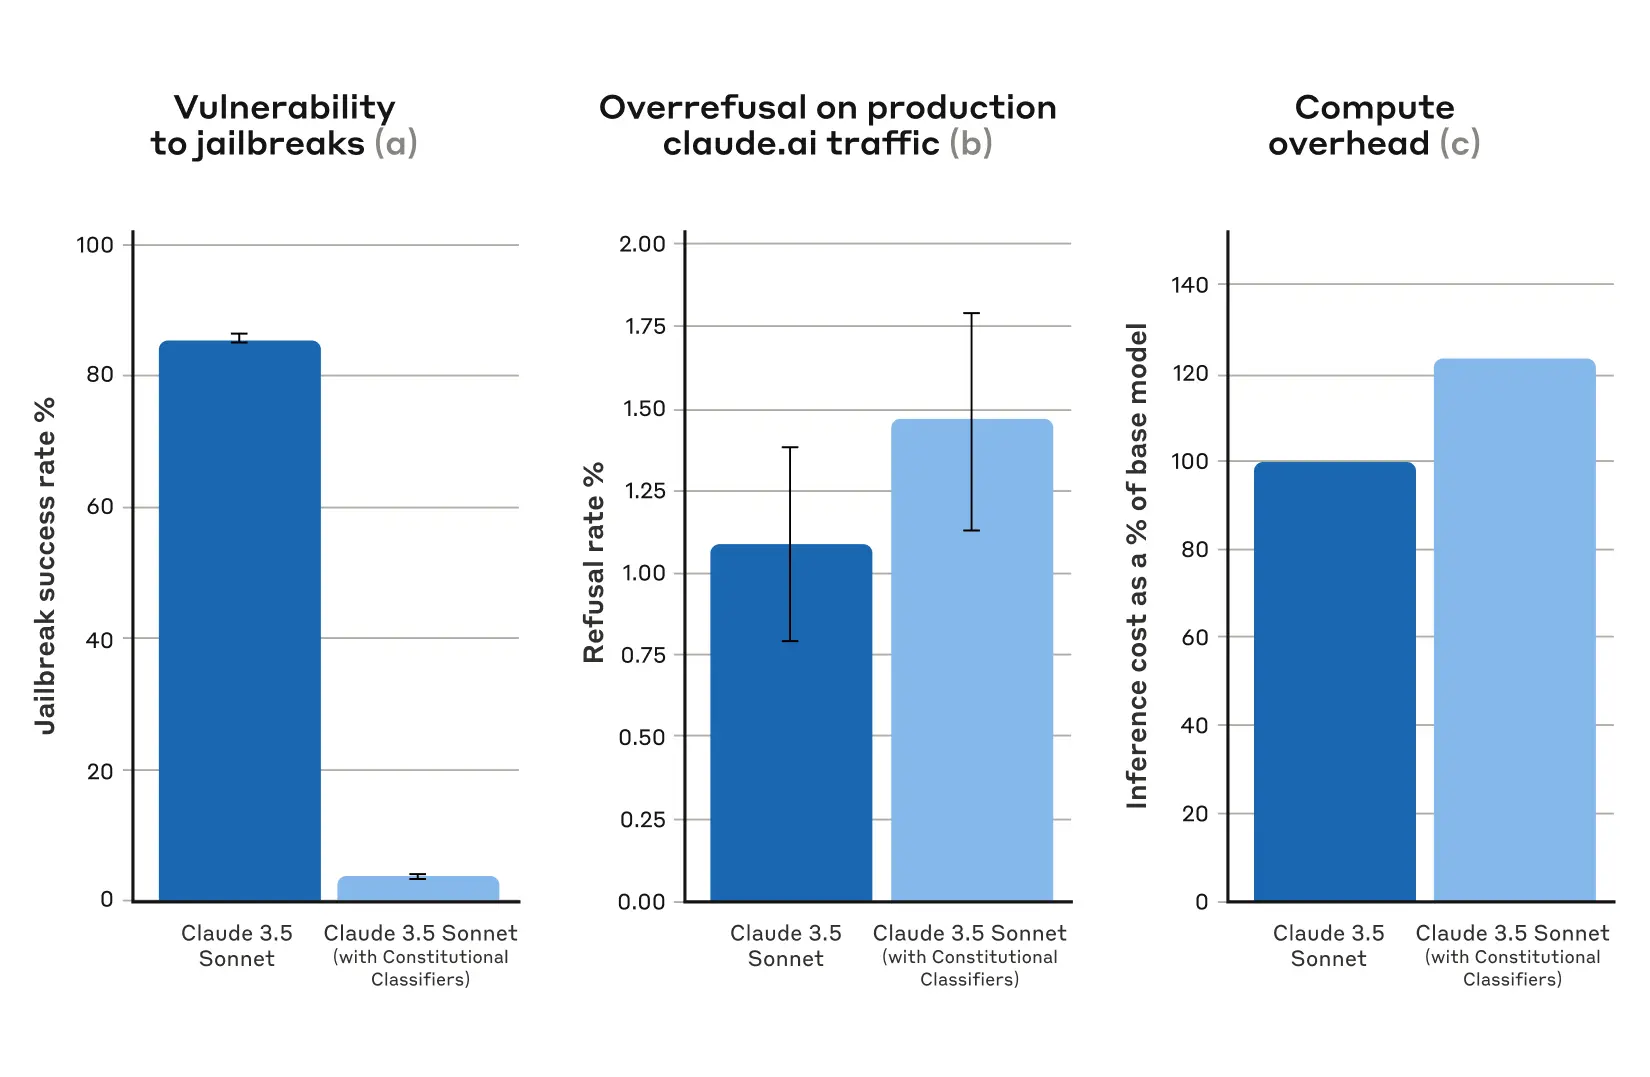 Vulnerability
to jailbreaks (a)
Jailbreak success rate %
100
80
60
40
20
0
Claude 3.5
Sonnet
Claude 3.5 Sonnet
(with Constitutional
Classifiers)
Overrefusal on production
claude.ai traffic (b)
Refusal rate %
2.00
1.75
1.50
1.25
1.00
0.75
0.50
0.25
0.00
Claude 3.5
Sonnet
Claude 3.5 Sonnet
(with Constitutional
Classifiers)
Compute
overhead (c)
Inference cost as a % of base model
140
120
100
80
60
40
20
0
Claude 3.5
Sonnet
Claude 3.5 Sonnet
(with Constitutional
Classifiers)